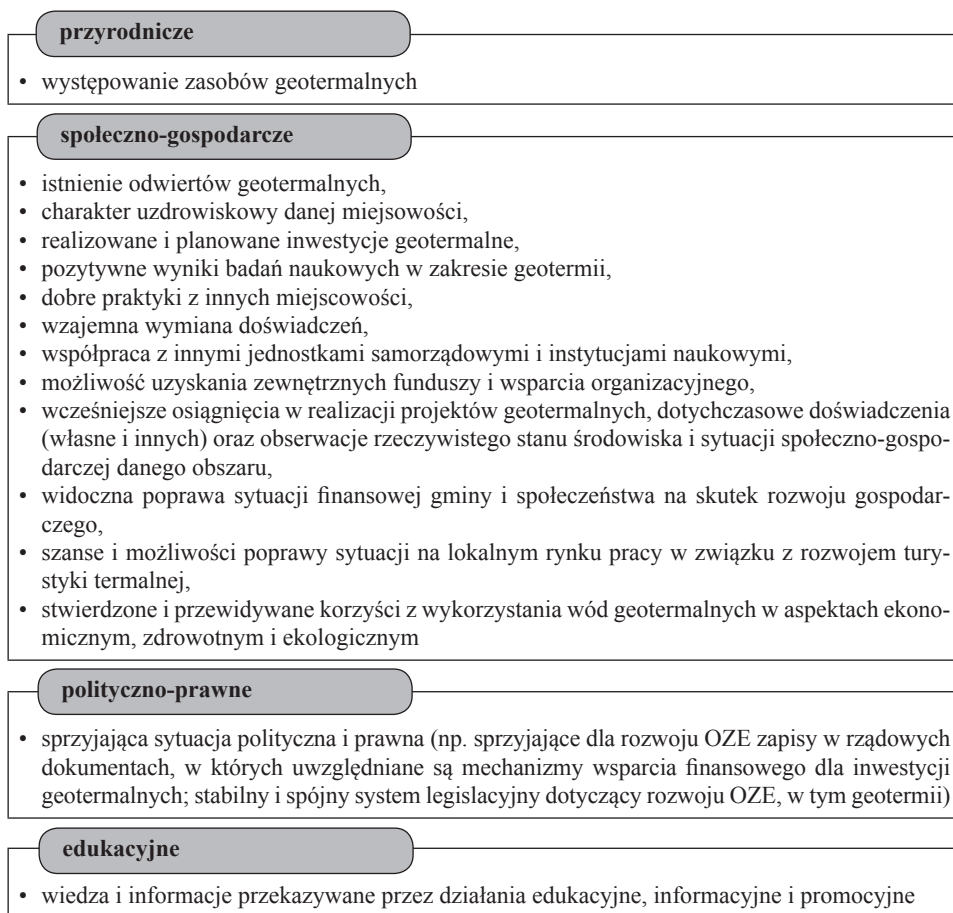 przyrodnicze
• występowanie zasobów geotermalnych
społeczno-gospodarcze
• istnienie odwiertów geotermalnych,
• charakter uzdrowiskowy danej miejsowości,
• realizowane i planowane inwestycje geotermalne,
• pozytywne wyniki badań naukowych w zakresie geotermii,
• dobre praktyki z innych miejscowości,
• wzajemna wymiana doświadczeń,
• współpraca z innymi jednostkami samorządowymi i instytucjami naukowymi,
• możliwość uzyskania zewnętrznych funduszy i wsparcia organizacyjnego,
• wcześniejsze osiągnięcia w realizacji projektów geotermalnych, dotychczasowe doświadczenia
(własne i innych) oraz obserwacje rzeczywistego stanu środowiska i sytuacji społeczno-gospo-
darczej danego obszaru,
• widoczna poprawa sytuacji finansowej gminy i społeczeństwa na skutek rozwoju gospodar-
czego,
• szanse i możliwości poprawy sytuacji na lokalnym rynku pracy w związku z rozwojem tury-
styki termalnej,
• stwierdzone i przewidywane korzyści z wykorzystania wód geotermalnych w aspektach ekono-
micznym, zdrowotnym i ekologicznym
polityczno-prawne
• sprzyjająca sytuacja polityczna i prawna (np. sprzyjające dla rozwoju OZE zapisy w rządowych
dokumentach, w których uwzględniane są mechanizmy wsparcia finansowego dla inwestycji
geotermalnych; stabilny i spójny system legislacyjny dotyczący rozwoju OZE, w tym geotermii)
edukacyjne
• wiedza i informacje przekazywane przez działania edukacyjne, informacyjne i promocyjne